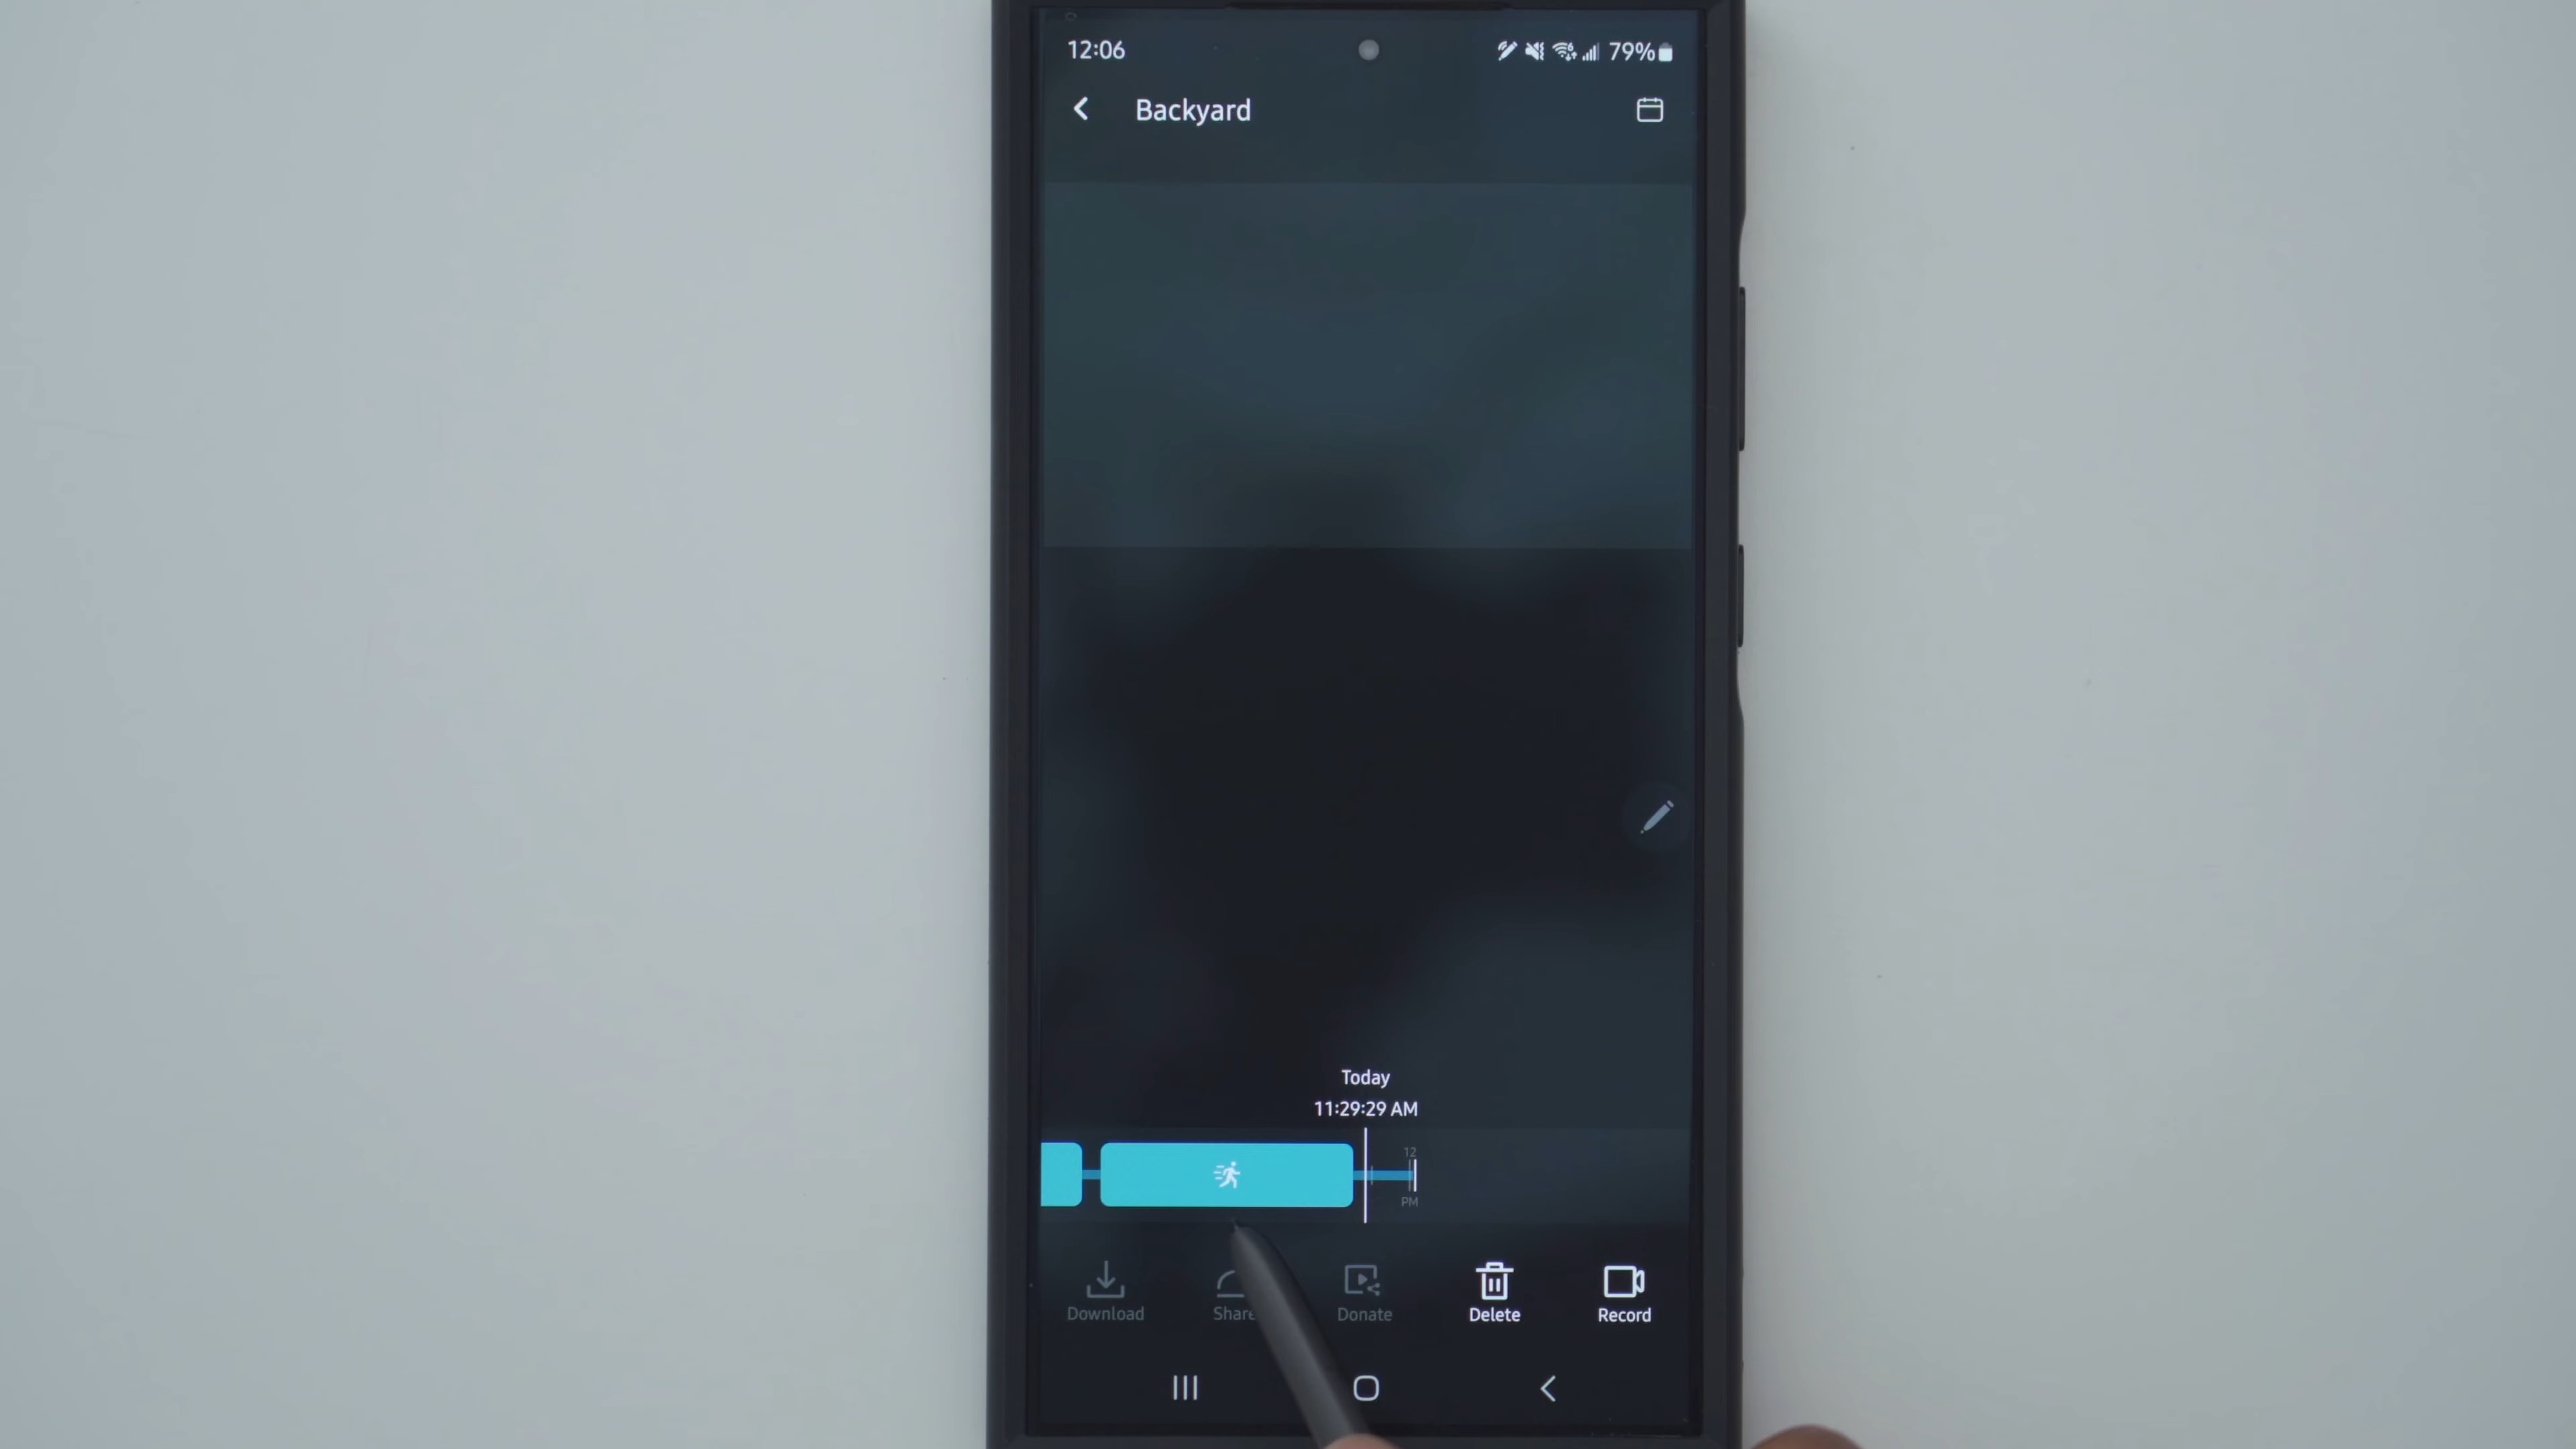 12:06
79%
Backyard
Today
11:29:29 AM
12
PM
Download
Share
Donate
Delete
Record